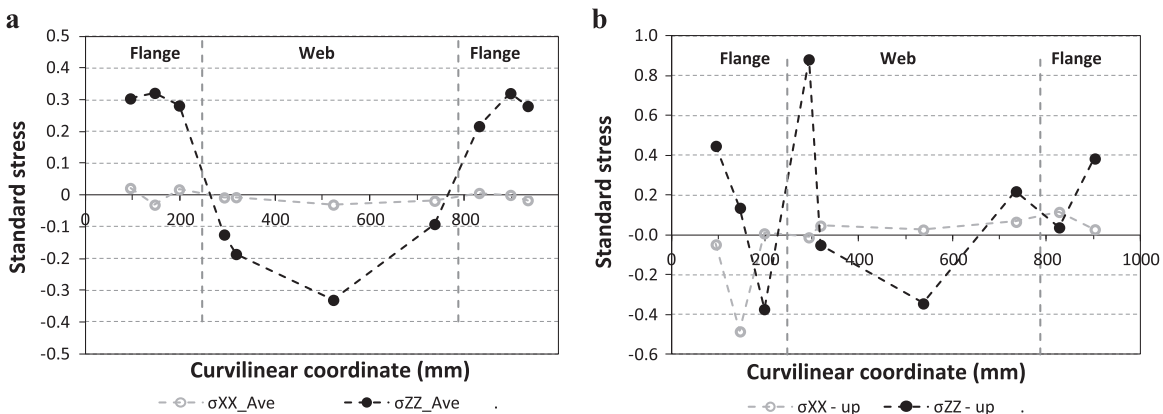 a
0.5
0.4
0.3
0.2
0.1
0
-0.1
-0.2
-0.3
-0.4
-0.5
Standard stress
Flange
Web
Flange
0
200
400
600
800
Curvilinear coordinate (mm)
σXX_Ave
σZZ_Ave
.
b
1.0
0.8
0.6
0.4
0.2
-0.0
-0.2
-0.4
-0.6
Standard stress
Flange
Web
Flange
0
200
400
600
800
1000
Curvilinear coordinate (mm)
σXX - up
σZZ - up
.